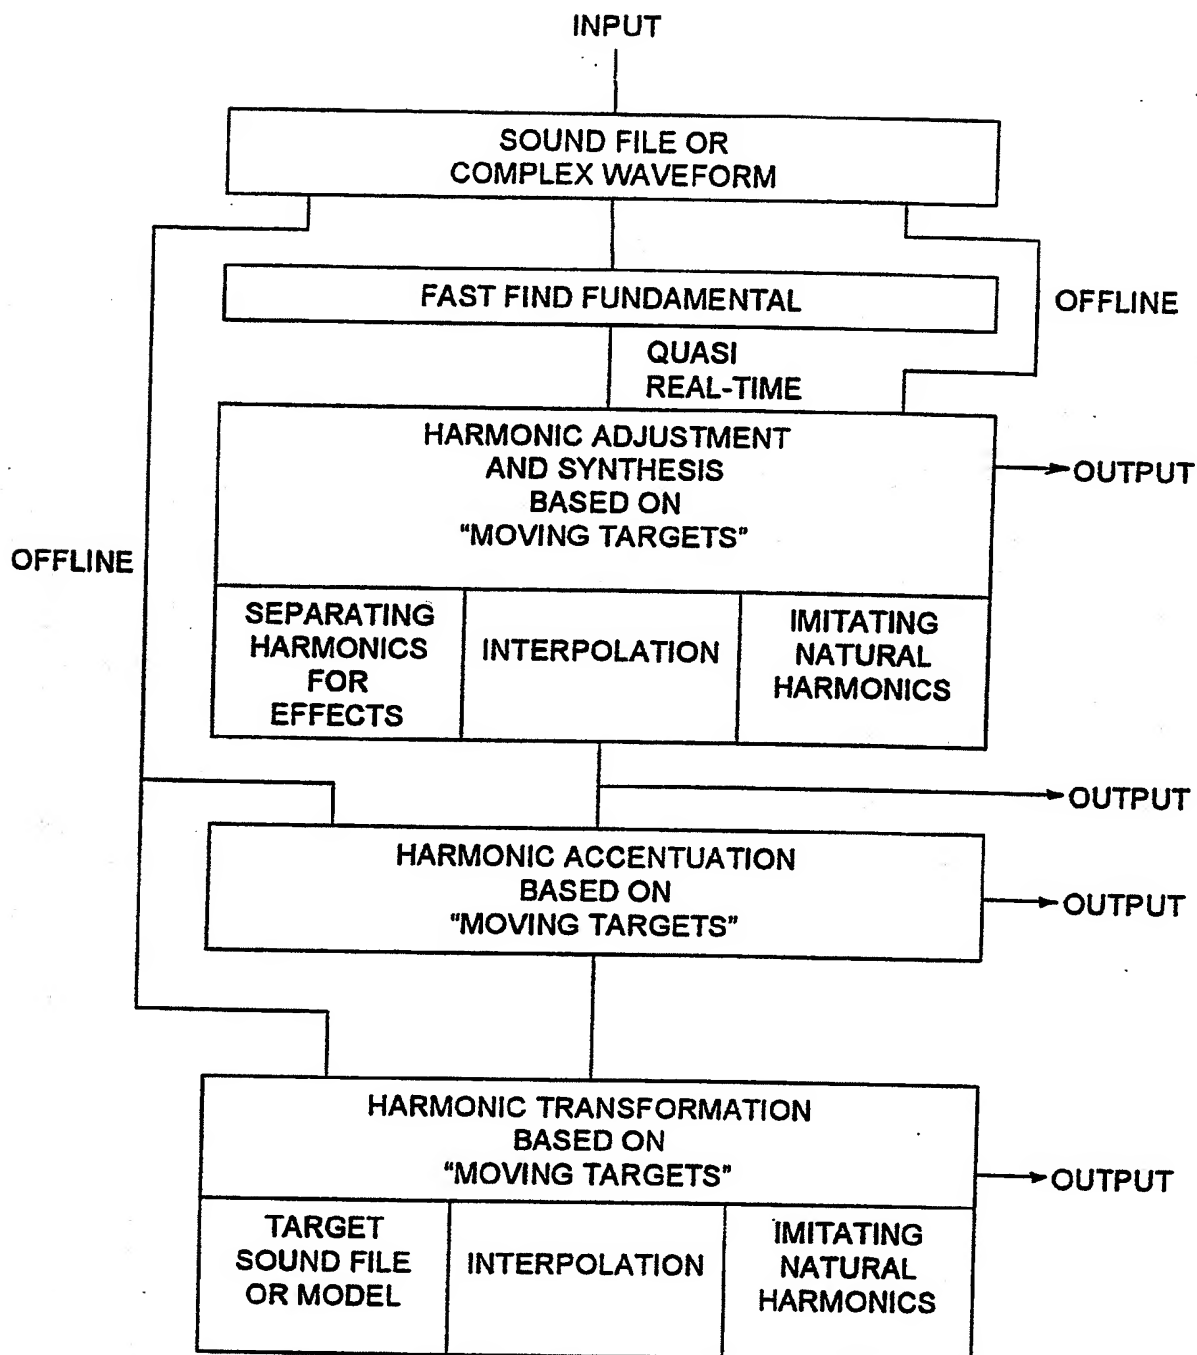 INPUT
SOUND FILE OR
COMPLEX WAVEFORM
FAST FIND FUNDAMENTAL
OFFLINE
QUASI
REAL-TIME
HARMONIC ADJUSTMENT
AND SYNTHESIS
BASED ON
"MOVING TARGETS"
OUTPUT
OFFLINE
SEPARATING
HARMONICS
FOR
EFFECTS
INTERPOLATION
IMITATING
NATURAL
HARMONICS
OUTPUT
HARMONIC ACCENTUATION
BASED ON
"MOVING TARGETS"
OUTPUT
HARMONIC TRANSFORMATION
BASED ON
"MOVING TARGETS"
OUTPUT
TARGET
SOUND FILE
OR MODEL
INTERPOLATION
IMITATING
NATURAL
HARMONICS